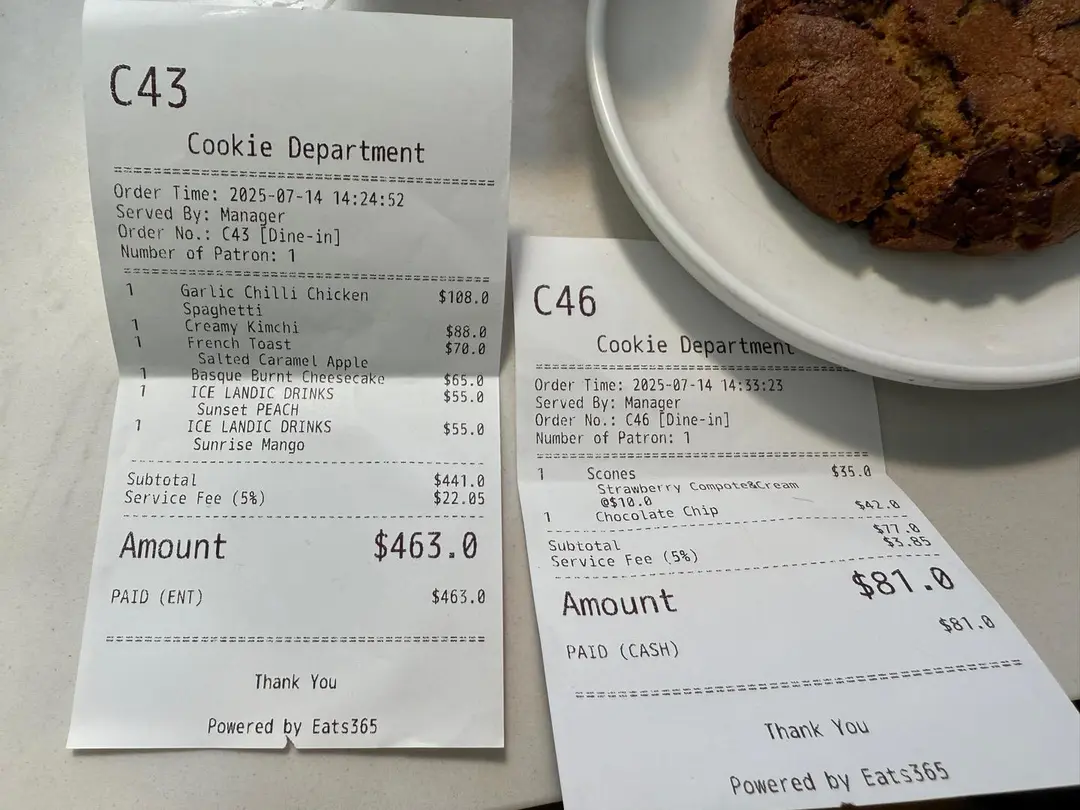 C43
Cookie Department
Order Time: 2025-07-14 14:24:52
Served By: Manager
Order No.: C43 [Dine-in]
Number of Patron: 1
1 Garlic Chilli Chicken $108.0
Spaghetti
1 Creamy Kimchi $88.0
1 French Toast $70.0
Salted Caramel Apple
1 Basque Burnt Cheesecake $65.0
1 ICE LANDIC DRINKS $55.0
Sunset PEACH
1 ICE LANDIC DRINKS $55.0
Sunrise Mango
Subtotal $441.0
Service Fee (5%) $22.05
Amount $463.0
PAID (ENT) $463.0
Thank You
Powered by Eats365
C46
Cookie Department
Order Time: 2025-07-14 14:33:23
Served By: Manager
Order No.: C46 [Dine-in]
Number of Patron: 1
1 Scones $35.0
Strawberry Compote&Cream
@$10.0
1 Chocolate Chip $42.0
Subtotal $77.0
Service Fee (5%) $3.85
Amount $81.0
PAID (CASH) $81.0
Thank You
Powered by Eats365